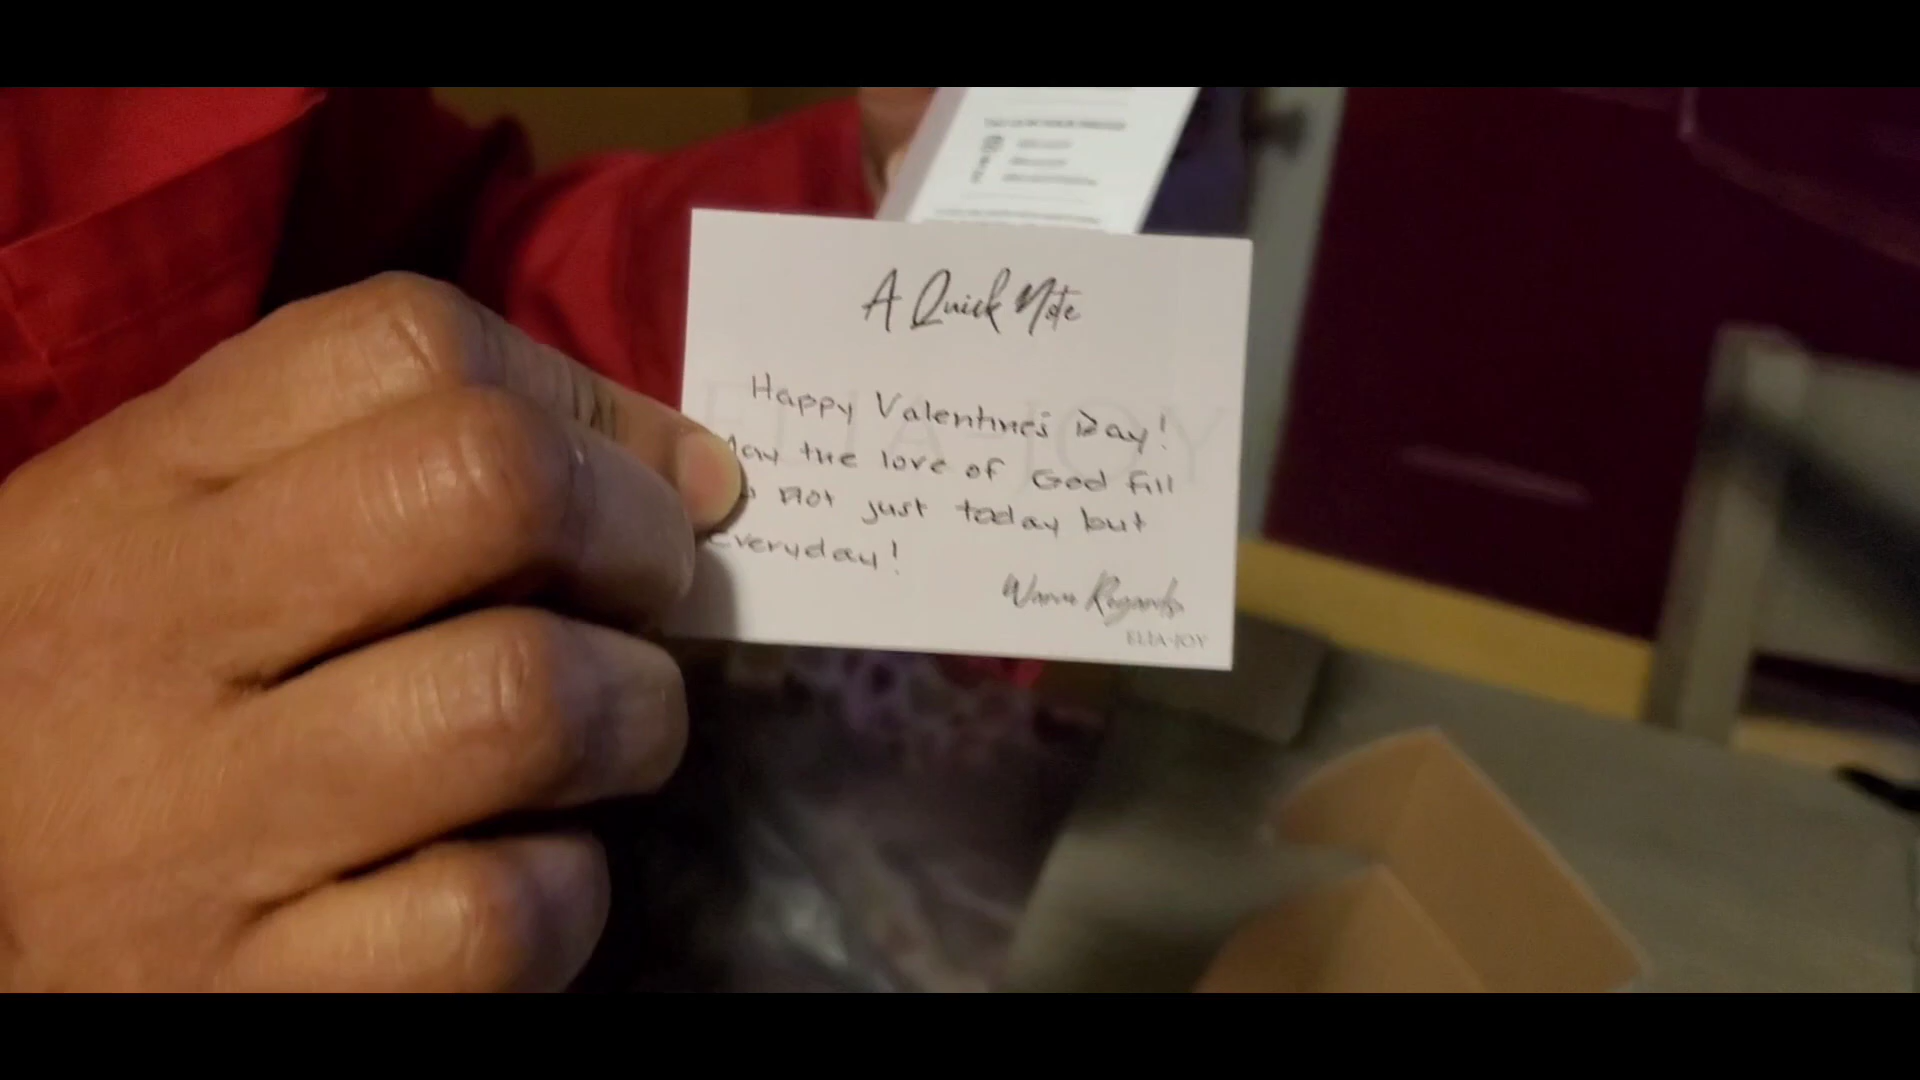 A Quick Note
Happy Valentine's Day!
May the love of God fill
not just today but
everyday!
Warm Regards,
ELIA-JOY